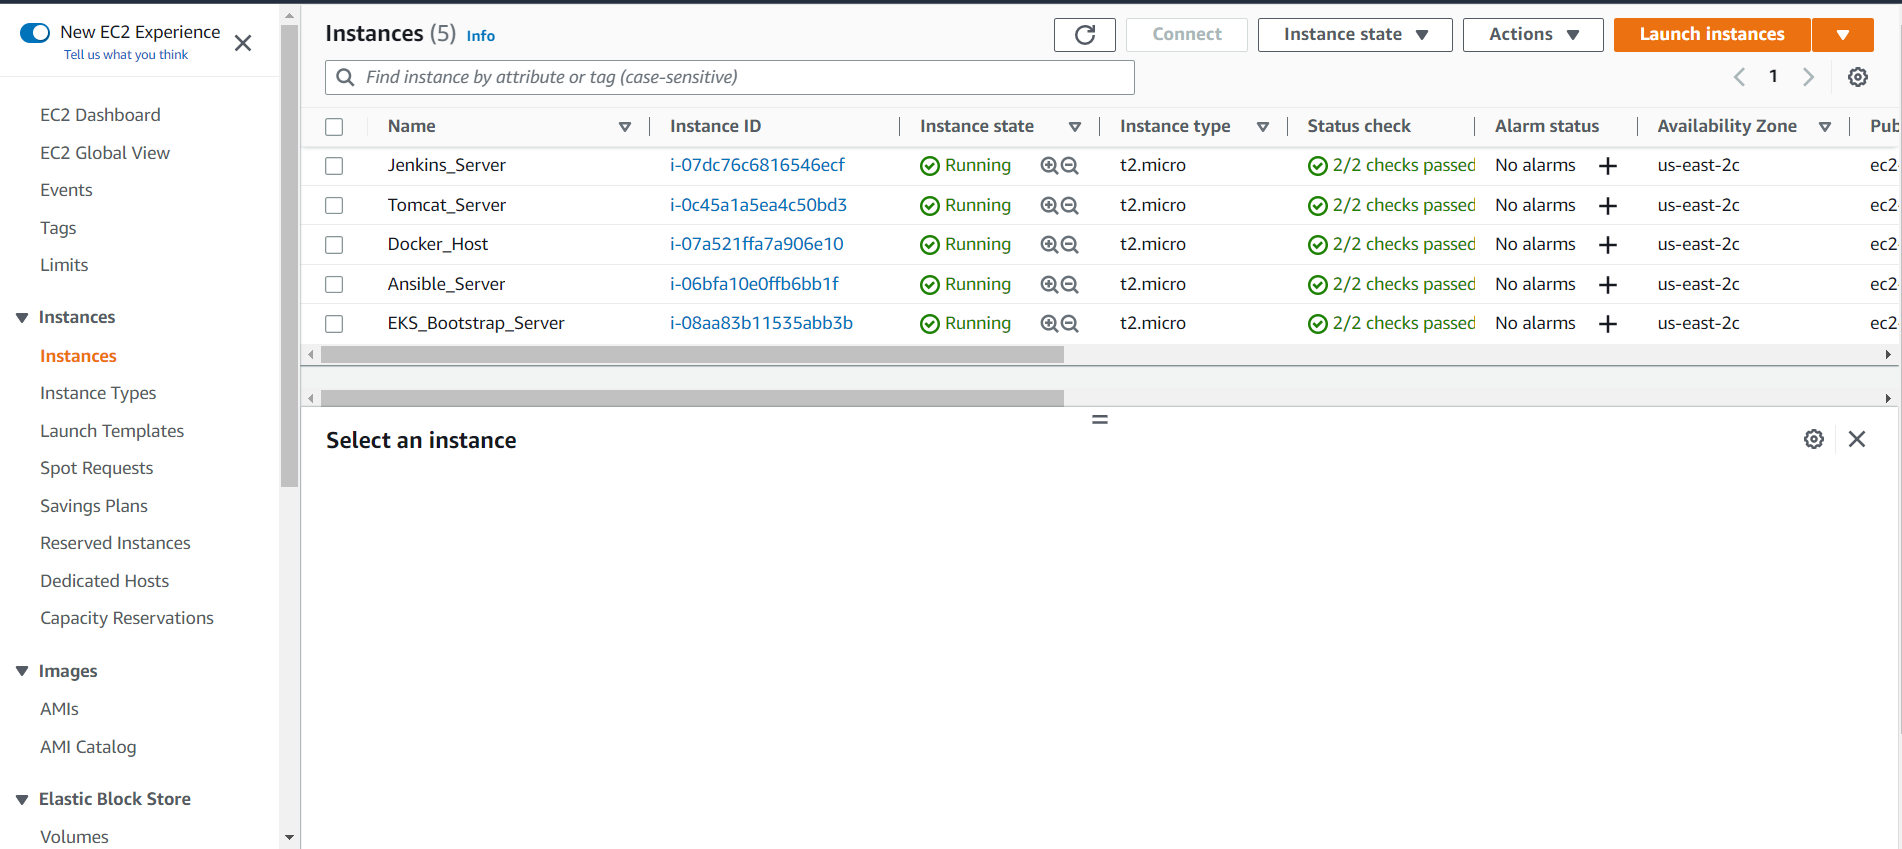 New EC2 Experience
Tell us what you think
EC2 Dashboard
EC2 Global View
Events
Tags
Limits
Instances
Instances
Instance Types
Launch Templates
Spot Requests
Savings Plans
Reserved Instances
Dedicated Hosts
Capacity Reservations
Images
AMIs
AMI Catalog
Elastic Block Store
Volumes
Instances (5) Info
Connect
Instance state
Actions
Launch instances
Find instance by attribute or tag (case-sensitive)
1
Name Instance ID Instance state Instance type Status check Alarm status Availability Zone Pub
Jenkins_Server i-07dc76c6816546ecf Running t2.micro 2/2 checks passed No alarms + us-east-2c ec2
Tomcat_Server i-0c45a1a5ea4c50bd3 Running t2.micro 2/2 checks passed No alarms + us-east-2c ec2
Docker_Host i-07a521ffa7a906e10 Running t2.micro 2/2 checks passed No alarms + us-east-2c ec2
Ansible_Server i-06bfa10e0ffb6bb1f Running t2.micro 2/2 checks passed No alarms + us-east-2c ec2
EKS_Bootstrap_Server i-08aa83b11535abb3b Running t2.micro 2/2 checks passed No alarms + us-east-2c ec2
Select an instance